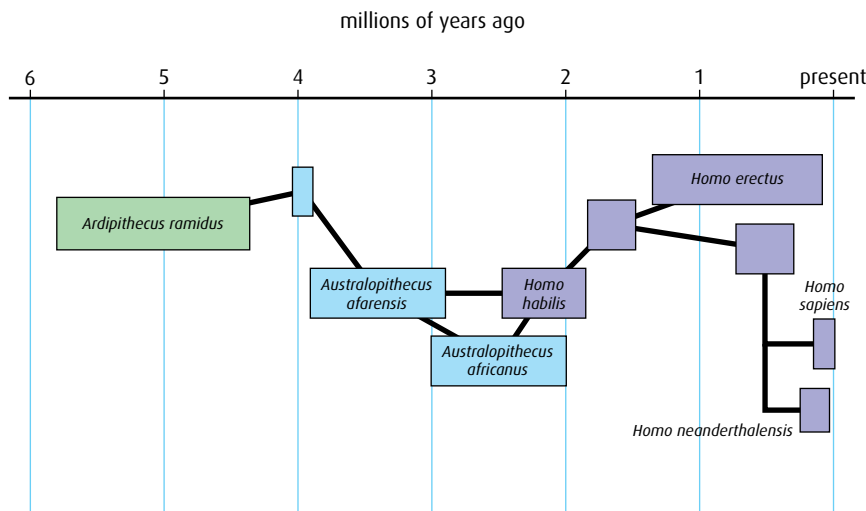 millions of years ago
6 5 4 3 2 1 present
Homo erectus
Ardipithecus ramidus
Australopithecus
afarensis
Homo
habilis
Homo
sapiens
Australopithecus
africanus
Homo neanderthalensis